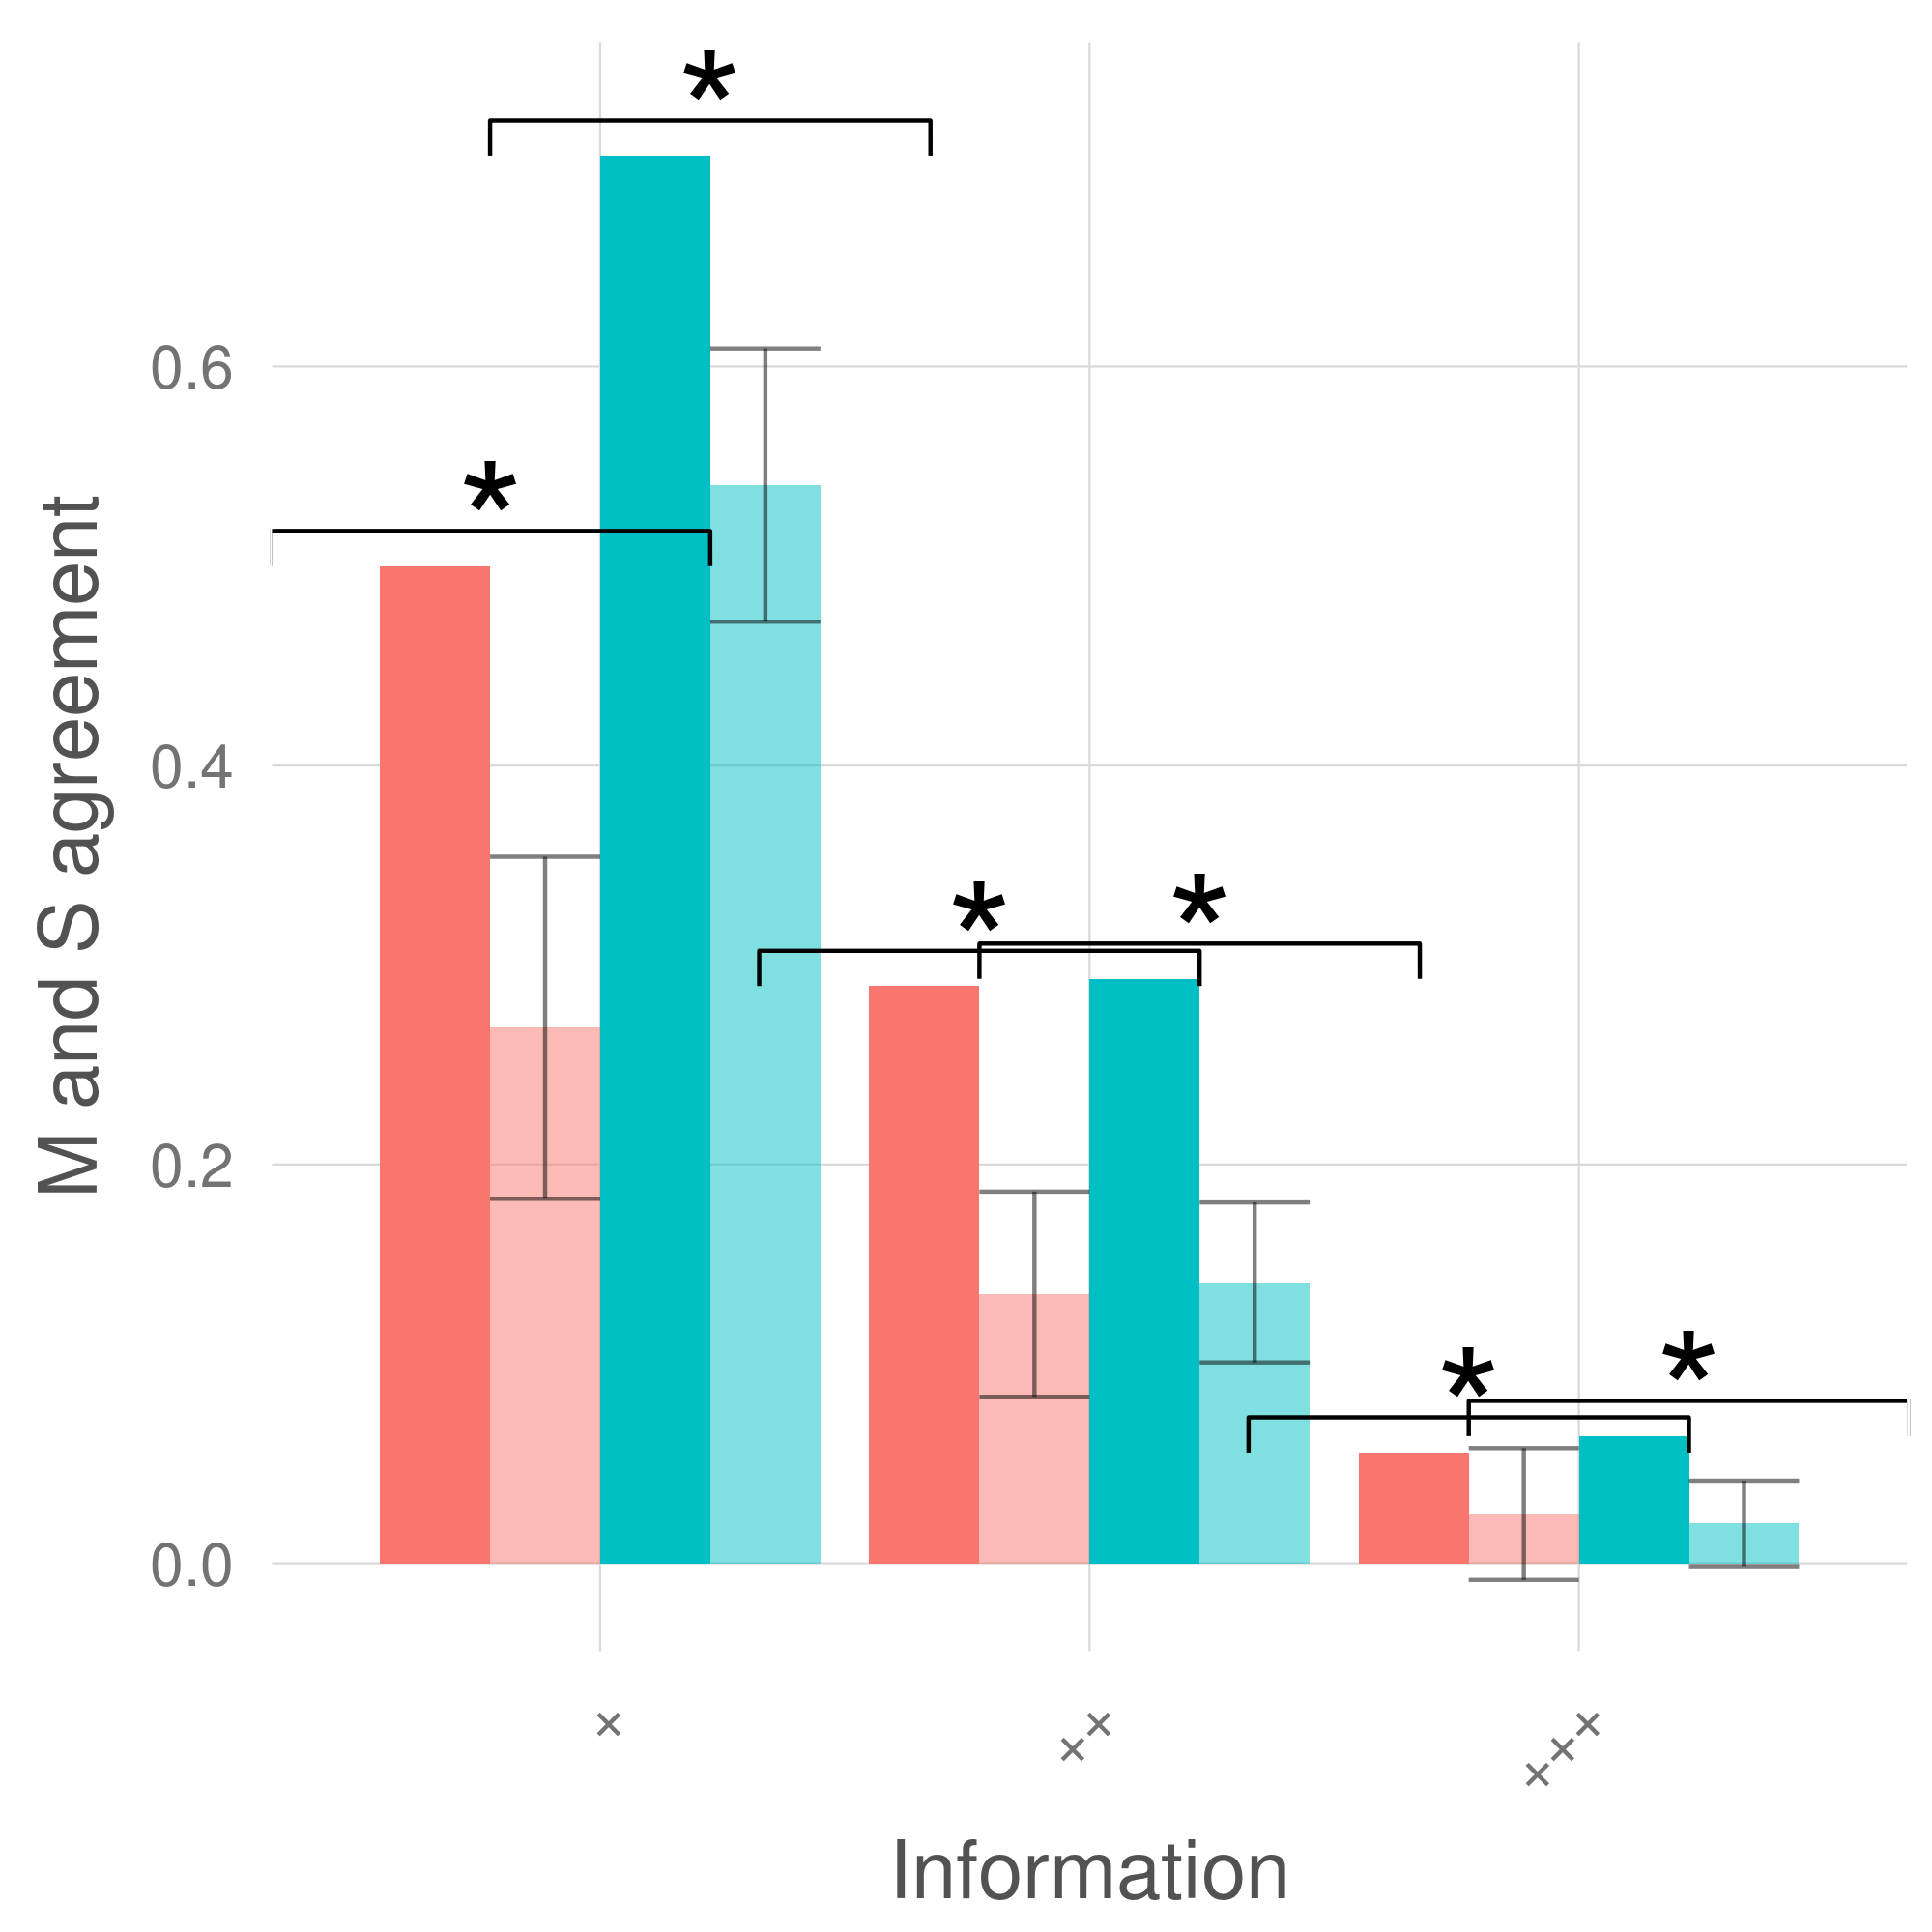 *
0.6
*
M and S agreement
0.4
* *
0.2
* *
0.0
× ×× ×××
Information